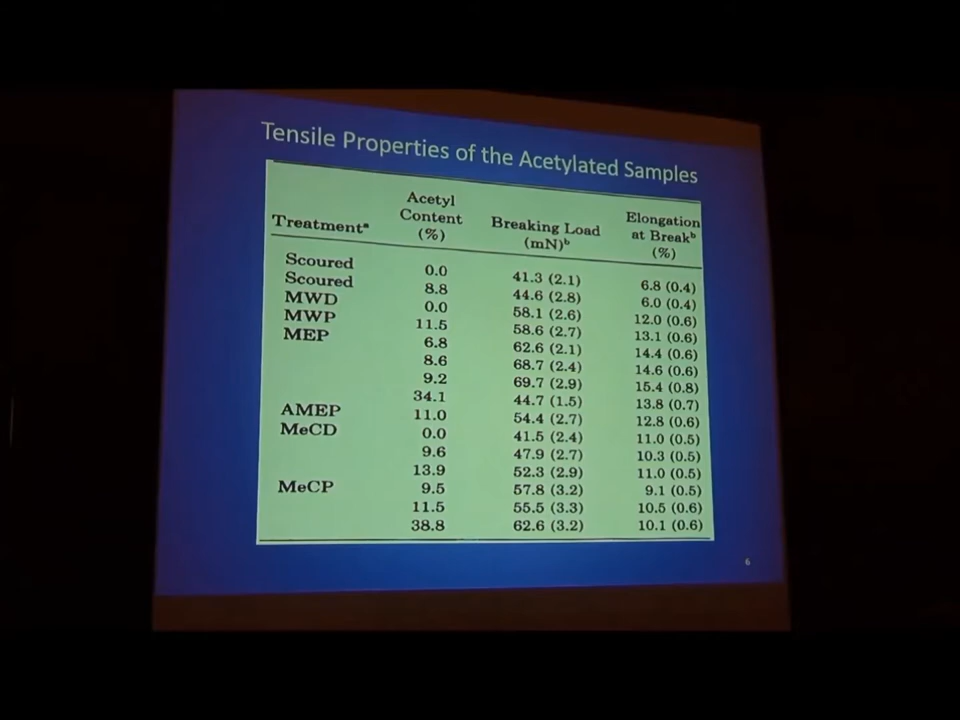 Tensile Properties of the Acetylated Samples
Treatmentᵃ Acetyl Content (%) Breaking Load (mN)ᵇ Elongation at Breakᵇ (%)
Scoured 0.0 41.3 (2.1) 6.8 (0.4)
Scoured 8.8 44.6 (2.8) 6.0 (0.4)
MWD 0.0 58.1 (2.6) 12.0 (0.6)
MWP 11.5 58.6 (2.7) 13.1 (0.6)
MEP 6.8 62.6 (2.1) 14.4 (0.6)
8.6 68.7 (2.4) 14.6 (0.6)
9.2 69.7 (2.9) 15.4 (0.8)
34.1 44.7 (1.5) 13.8 (0.7)
AMEP 11.0 54.4 (2.7) 12.8 (0.6)
MeCD 0.0 41.5 (2.4) 11.0 (0.5)
9.6 47.9 (2.7) 10.3 (0.5)
13.9 52.3 (2.9) 11.0 (0.5)
MeCP 9.5 57.8 (3.2) 9.1 (0.5)
11.5 55.5 (3.3) 10.5 (0.6)
38.8 62.6 (3.2) 10.1 (0.6)
6